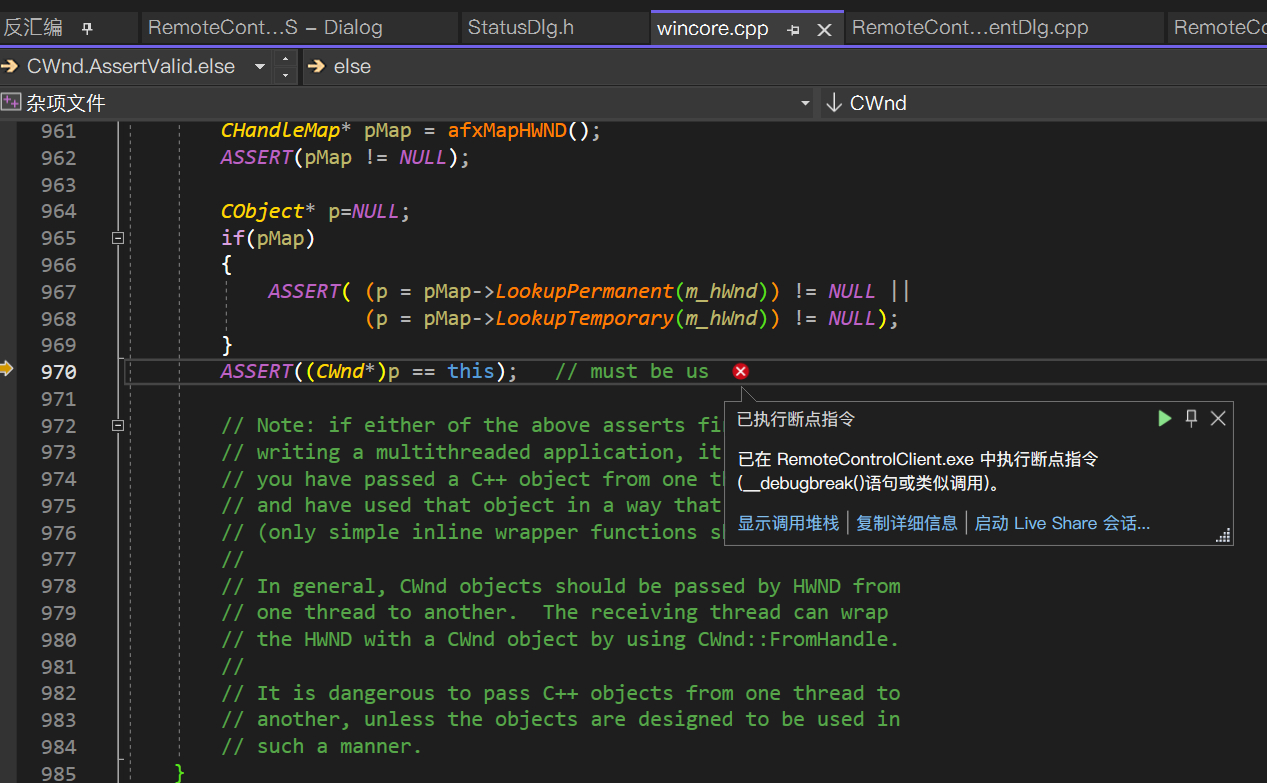 反汇编
RemoteCont...S – Dialog
StatusDlg.h
wincore.cpp
RemoteCont...entDlg.cpp
RemoteCo
CWnd.AssertValid.else
else
杂项文件
CWnd
961 CHandleMap* pMap = afxMapHWND();
962 ASSERT(pMap != NULL);
963
964 CObject* p=NULL;
965 if(pMap)
966 {
967 ASSERT( (p = pMap->LookupPermanent(m_hWnd)) != NULL ||
968 (p = pMap->LookupTemporary(m_hWnd)) != NULL);
969 }
970 ASSERT((CWnd*)p == this); // must be us
971
972 // Note: if either of the above asserts fi
973 // writing a multithreaded application, it
974 // you have passed a C++ object from one t
975 // and have used that object in a way that
976 // (only simple inline wrapper functions s
977 //
978 // In general, CWnd objects should be passed by HWND from
979 // one thread to another. The receiving thread can wrap
980 // the HWND with a CWnd object by using CWnd::FromHandle.
981 //
982 // It is dangerous to pass C++ objects from one thread to
983 // another, unless the objects are designed to be used in
984 // such a manner.
985 }
已执行断点指令
已在 RemoteControlClient.exe 中执行断点指令
(__debugbreak()语句或类似调用)。
显示调用堆栈 | 复制详细信息 | 启动 Live Share 会话...